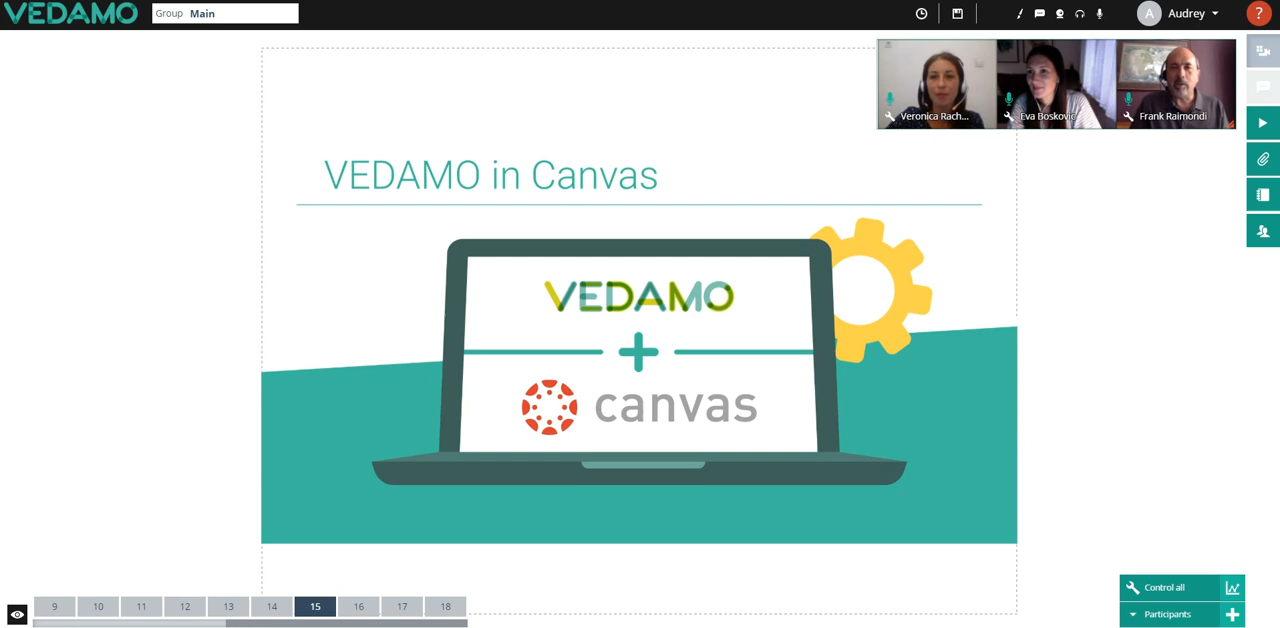 VEDAMO
Group Main
A Audrey
?
Veronica Rach...
Eva Boskovic
Frank Raimondi
VEDAMO in Canvas
VEDAMO
+
canvas
Control all
Participants
9 10 11 12 13 14 15 16 17 18